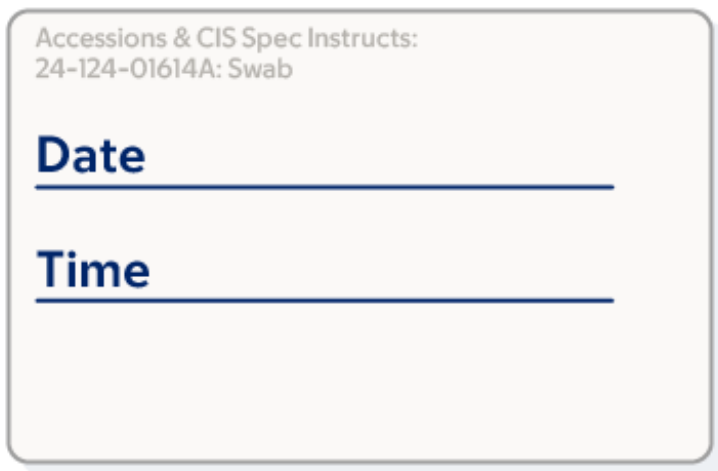 Accessions & CIS Spec Instructs:
24-124-01614A: Swab
Date
Time